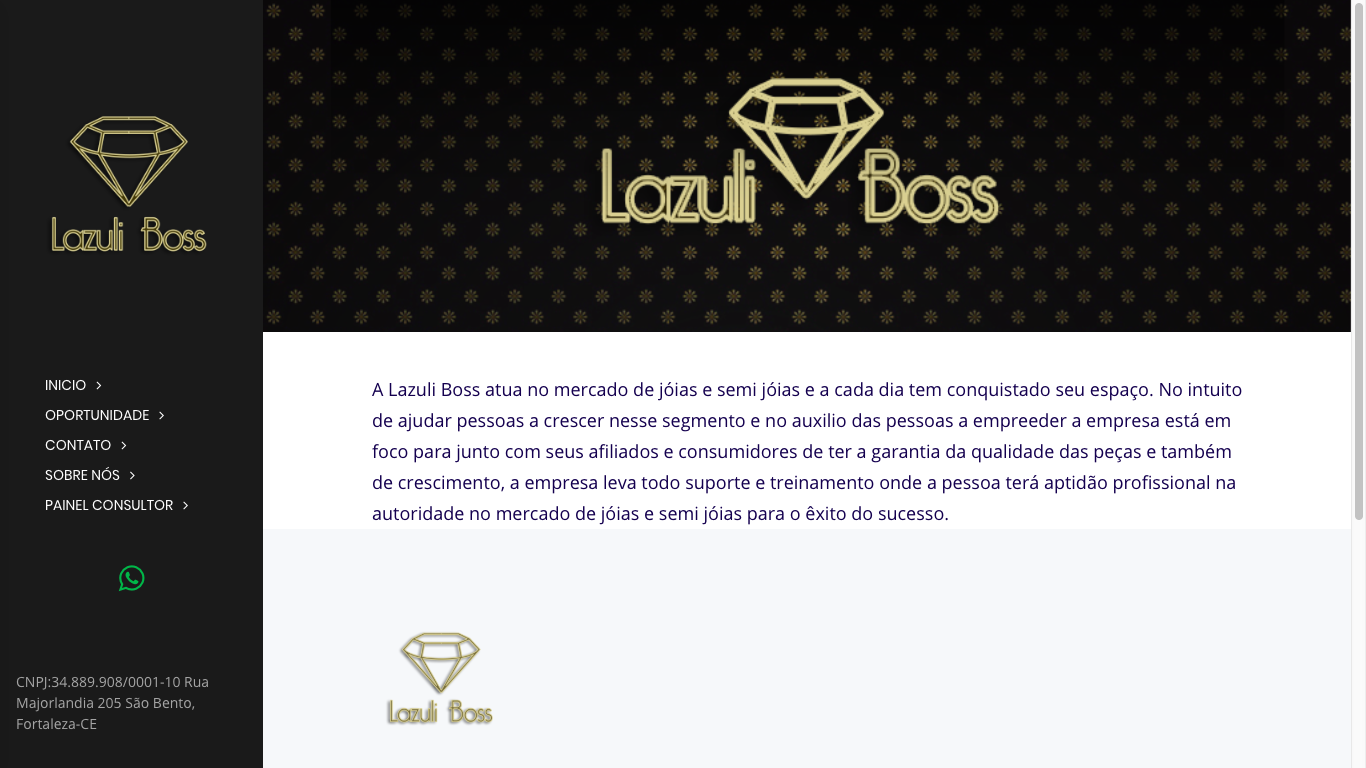 Lazuli Boss
INICIO
OPORTUNIDADE
CONTATO
SOBRE NÓS
PAINEL CONSULTOR
CNPJ:34.889.908/0001-10 Rua
Majorlandia 205 São Bento,
Fortaleza-CE
Lazuli Boss
A Lazuli Boss atua no mercado de jóias e semi jóias e a cada dia tem conquistado seu espaço. No intuito
de ajudar pessoas a crescer nesse segmento e no auxilio das pessoas a empreeder a empresa está em
foco para junto com seus afiliados e consumidores de ter a garantia da qualidade das peças e também
de crescimento, a empresa leva todo suporte e treinamento onde a pessoa terá aptidão profissional na
autoridade no mercado de jóias e semi jóias para o êxito do sucesso.
Lazuli Boss